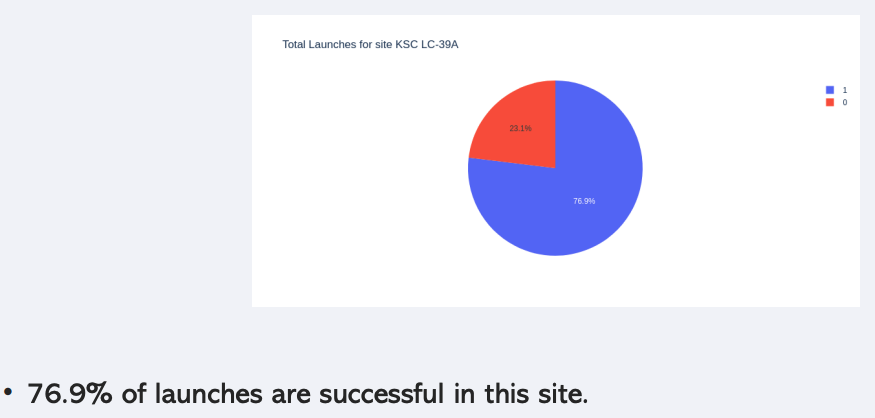 Total Launches for site KSC LC-39A
1
0
23.1%
76.9%
• 76.9% of launches are successful in this site.